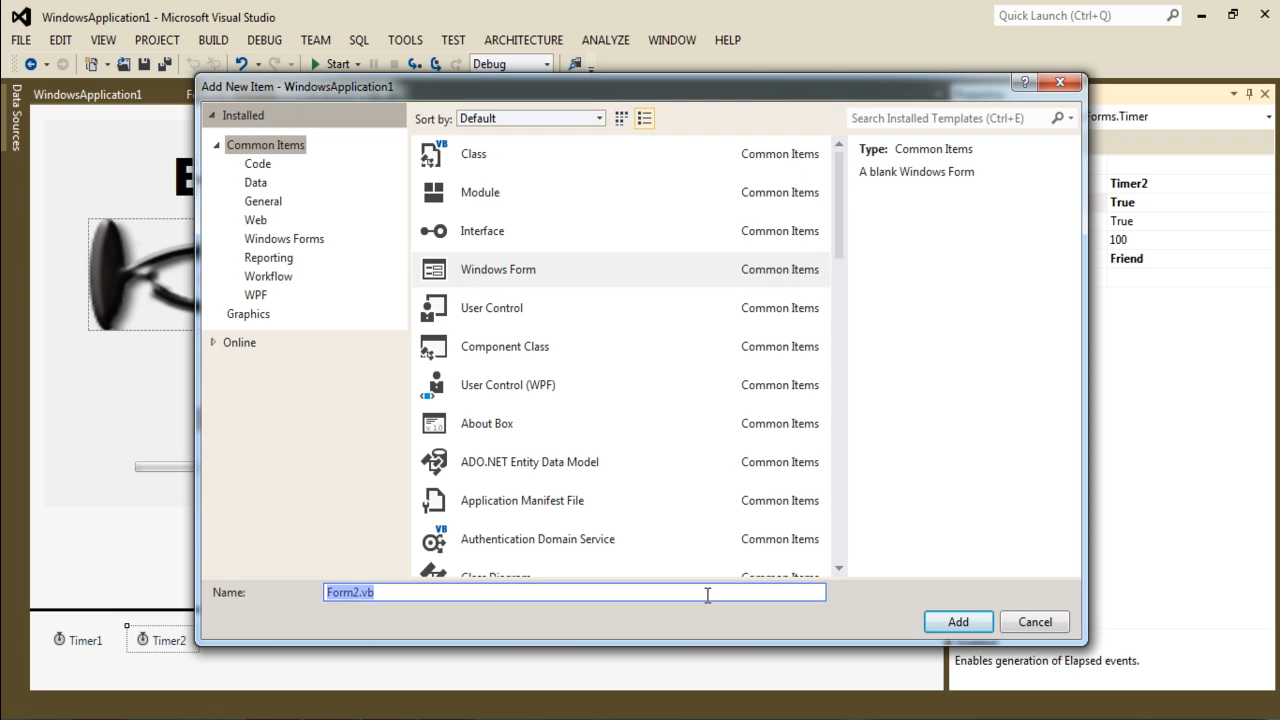 WindowsApplication1 - Microsoft Visual Studio
Quick Launch (Ctrl+Q)
FILE EDIT VIEW PROJECT BUILD DEBUG TEAM SQL TOOLS TEST ARCHITECTURE ANALYZE WINDOW HELP
Start Debug
Data Sources
WindowsApplication1
Add New Item - WindowsApplication1
Installed
Sort by: Default
Search Installed Templates (Ctrl+E)
Common Items
Code
Data
General
Web
Windows Forms
Reporting
Workflow
WPF
Graphics
Online
VB
Class Common Items
Module Common Items
Interface Common Items
Windows Form Common Items
User Control Common Items
Component Class Common Items
User Control (WPF) Common Items
About Box Common Items
ADO.NET Entity Data Model Common Items
Application Manifest File Common Items
VB
Authentication Domain Service Common Items
Class Diagram Common Items
Type: Common Items
A blank Windows Form
Name: Form2.vb
Add Cancel
orms.Timer
Timer2
True
True
100
Friend
Timer1 Timer2
Enables generation of Elapsed events.